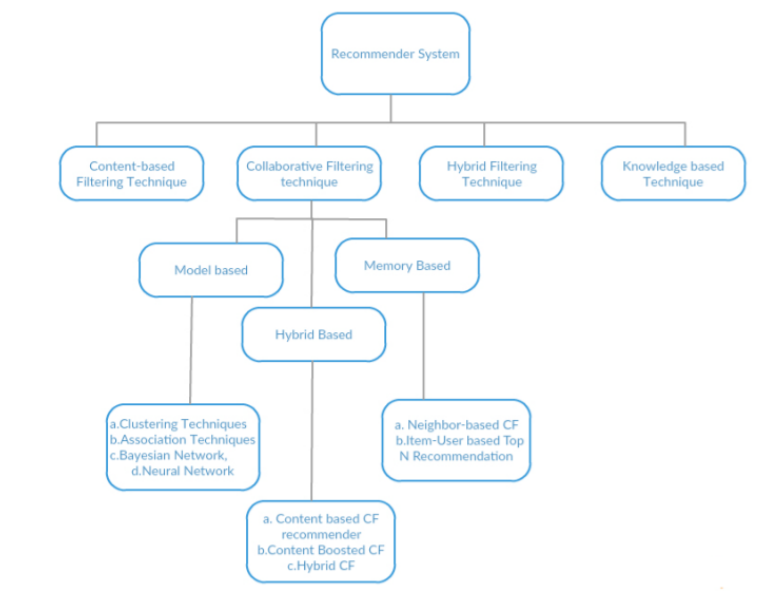 Recommender System
Content-based
Filtering Technique
Collaborative Filtering
technique
Hybrid Filtering
Technique
Knowledge based
Technique
Model based
Memory Based
Hybrid Based
a.Clustering Techniques
b.Association Techniques
c.Bayesian Network,
d.Neural Network
a. Neighbor-based CF
b.Item-User based Top
N Recommendation
a. Content based CF
recommender
b.Content Boosted CF
c.Hybrid CF